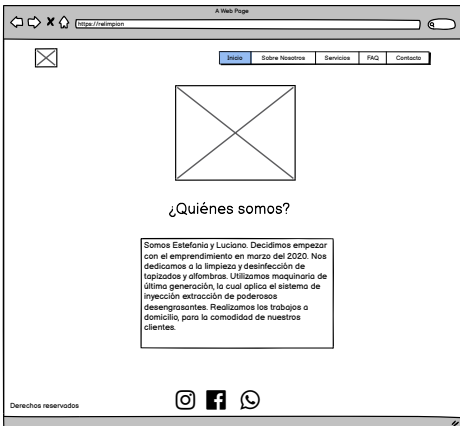 A Web Page
https://relimpion
Inicio Sobre Nosotros Servicios FAQ Contacto
¿Quiénes somos?
Somos Estefania y Luciano. Decidimos empezar
con el emprendimiento en marzo del 2020. Nos
dedicamos a la limpieza y desinfección de
tapizados y alfombras. Utilizamos maquinaria de
última generación, la cual aplica el sistema de
inyección extracción de poderosos
desengrasantes. Realizamos los trabajos a
domicilio, para la comodidad de nuestros
clientes.
Derechos reservados